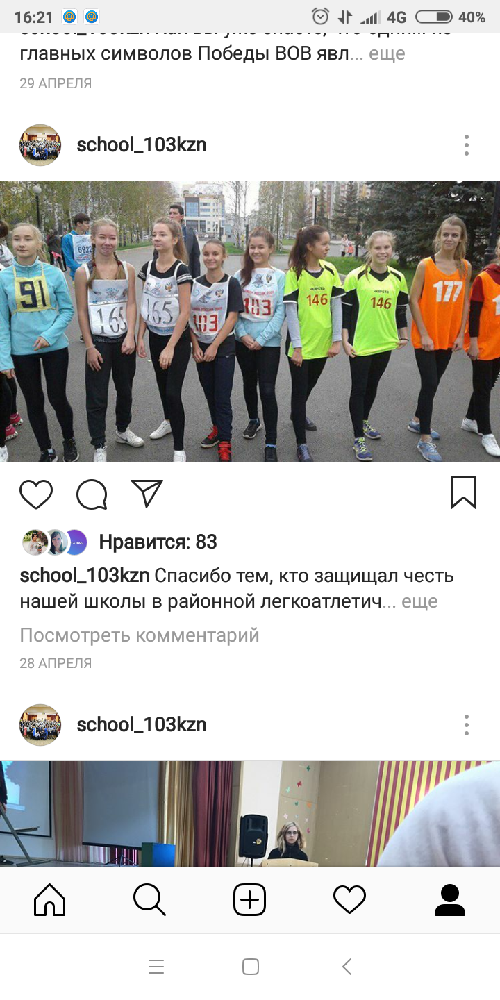 16:21 4G 40%
главных символов Победы ВОВ явл... еще
29 АПРЕЛЯ
school_103kzn
6922
91
165
165
103
103
146
146
177
Нравится: 83
school_103kzn Спасибо тем, кто защищал честь
нашей школы в районной легкоатлетич... еще
Посмотреть комментарий
28 АПРЕЛЯ
school_103kzn